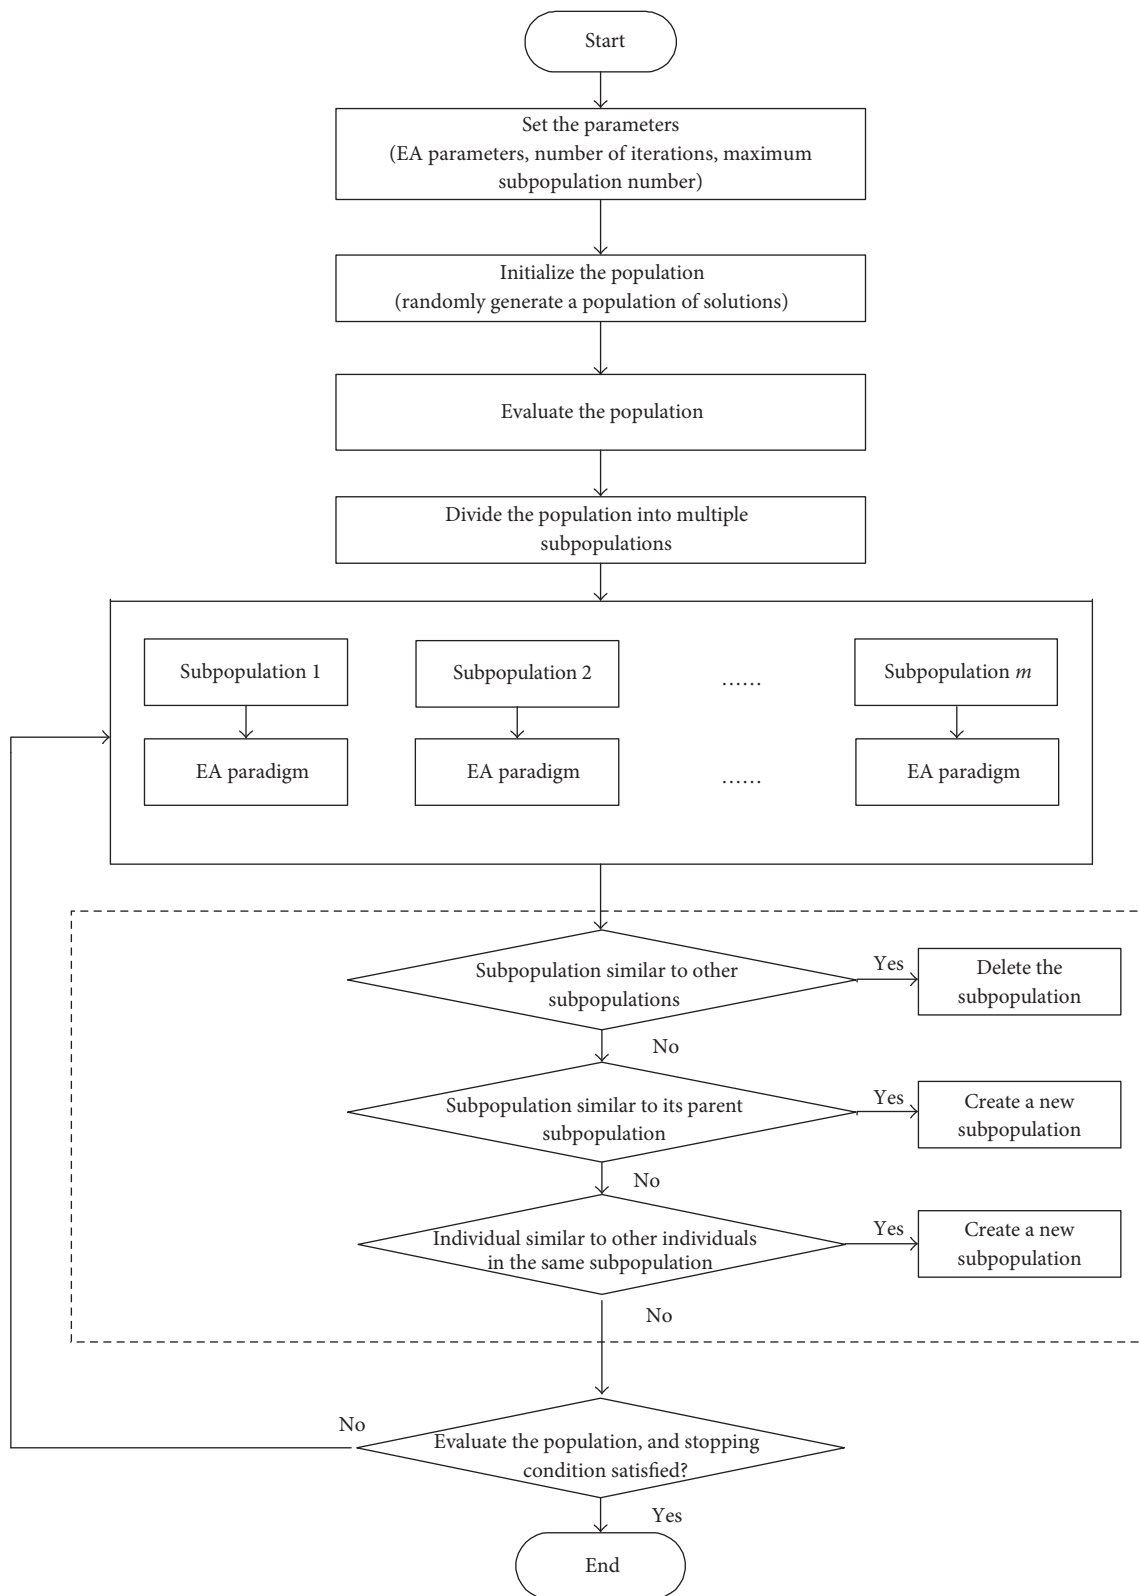 Start
Set the parameters
(EA parameters, number of iterations, maximum
subpopulation number)
Initialize the population
(randomly generate a population of solutions)
Evaluate the population
Divide the population into multiple
subpopulations
Subpopulation 1
Subpopulation 2
......
Subpopulation m
EA paradigm
EA paradigm
......
EA paradigm
Subpopulation similar to other
subpopulations
Yes
Delete the
subpopulation
No
Subpopulation similar to its parent
subpopulation
Yes
Create a new
subpopulation
No
Individual similar to other individuals
in the same subpopulation
Yes
Create a new
subpopulation
No
No
Evaluate the population, and stopping
condition satisfied?
Yes
End